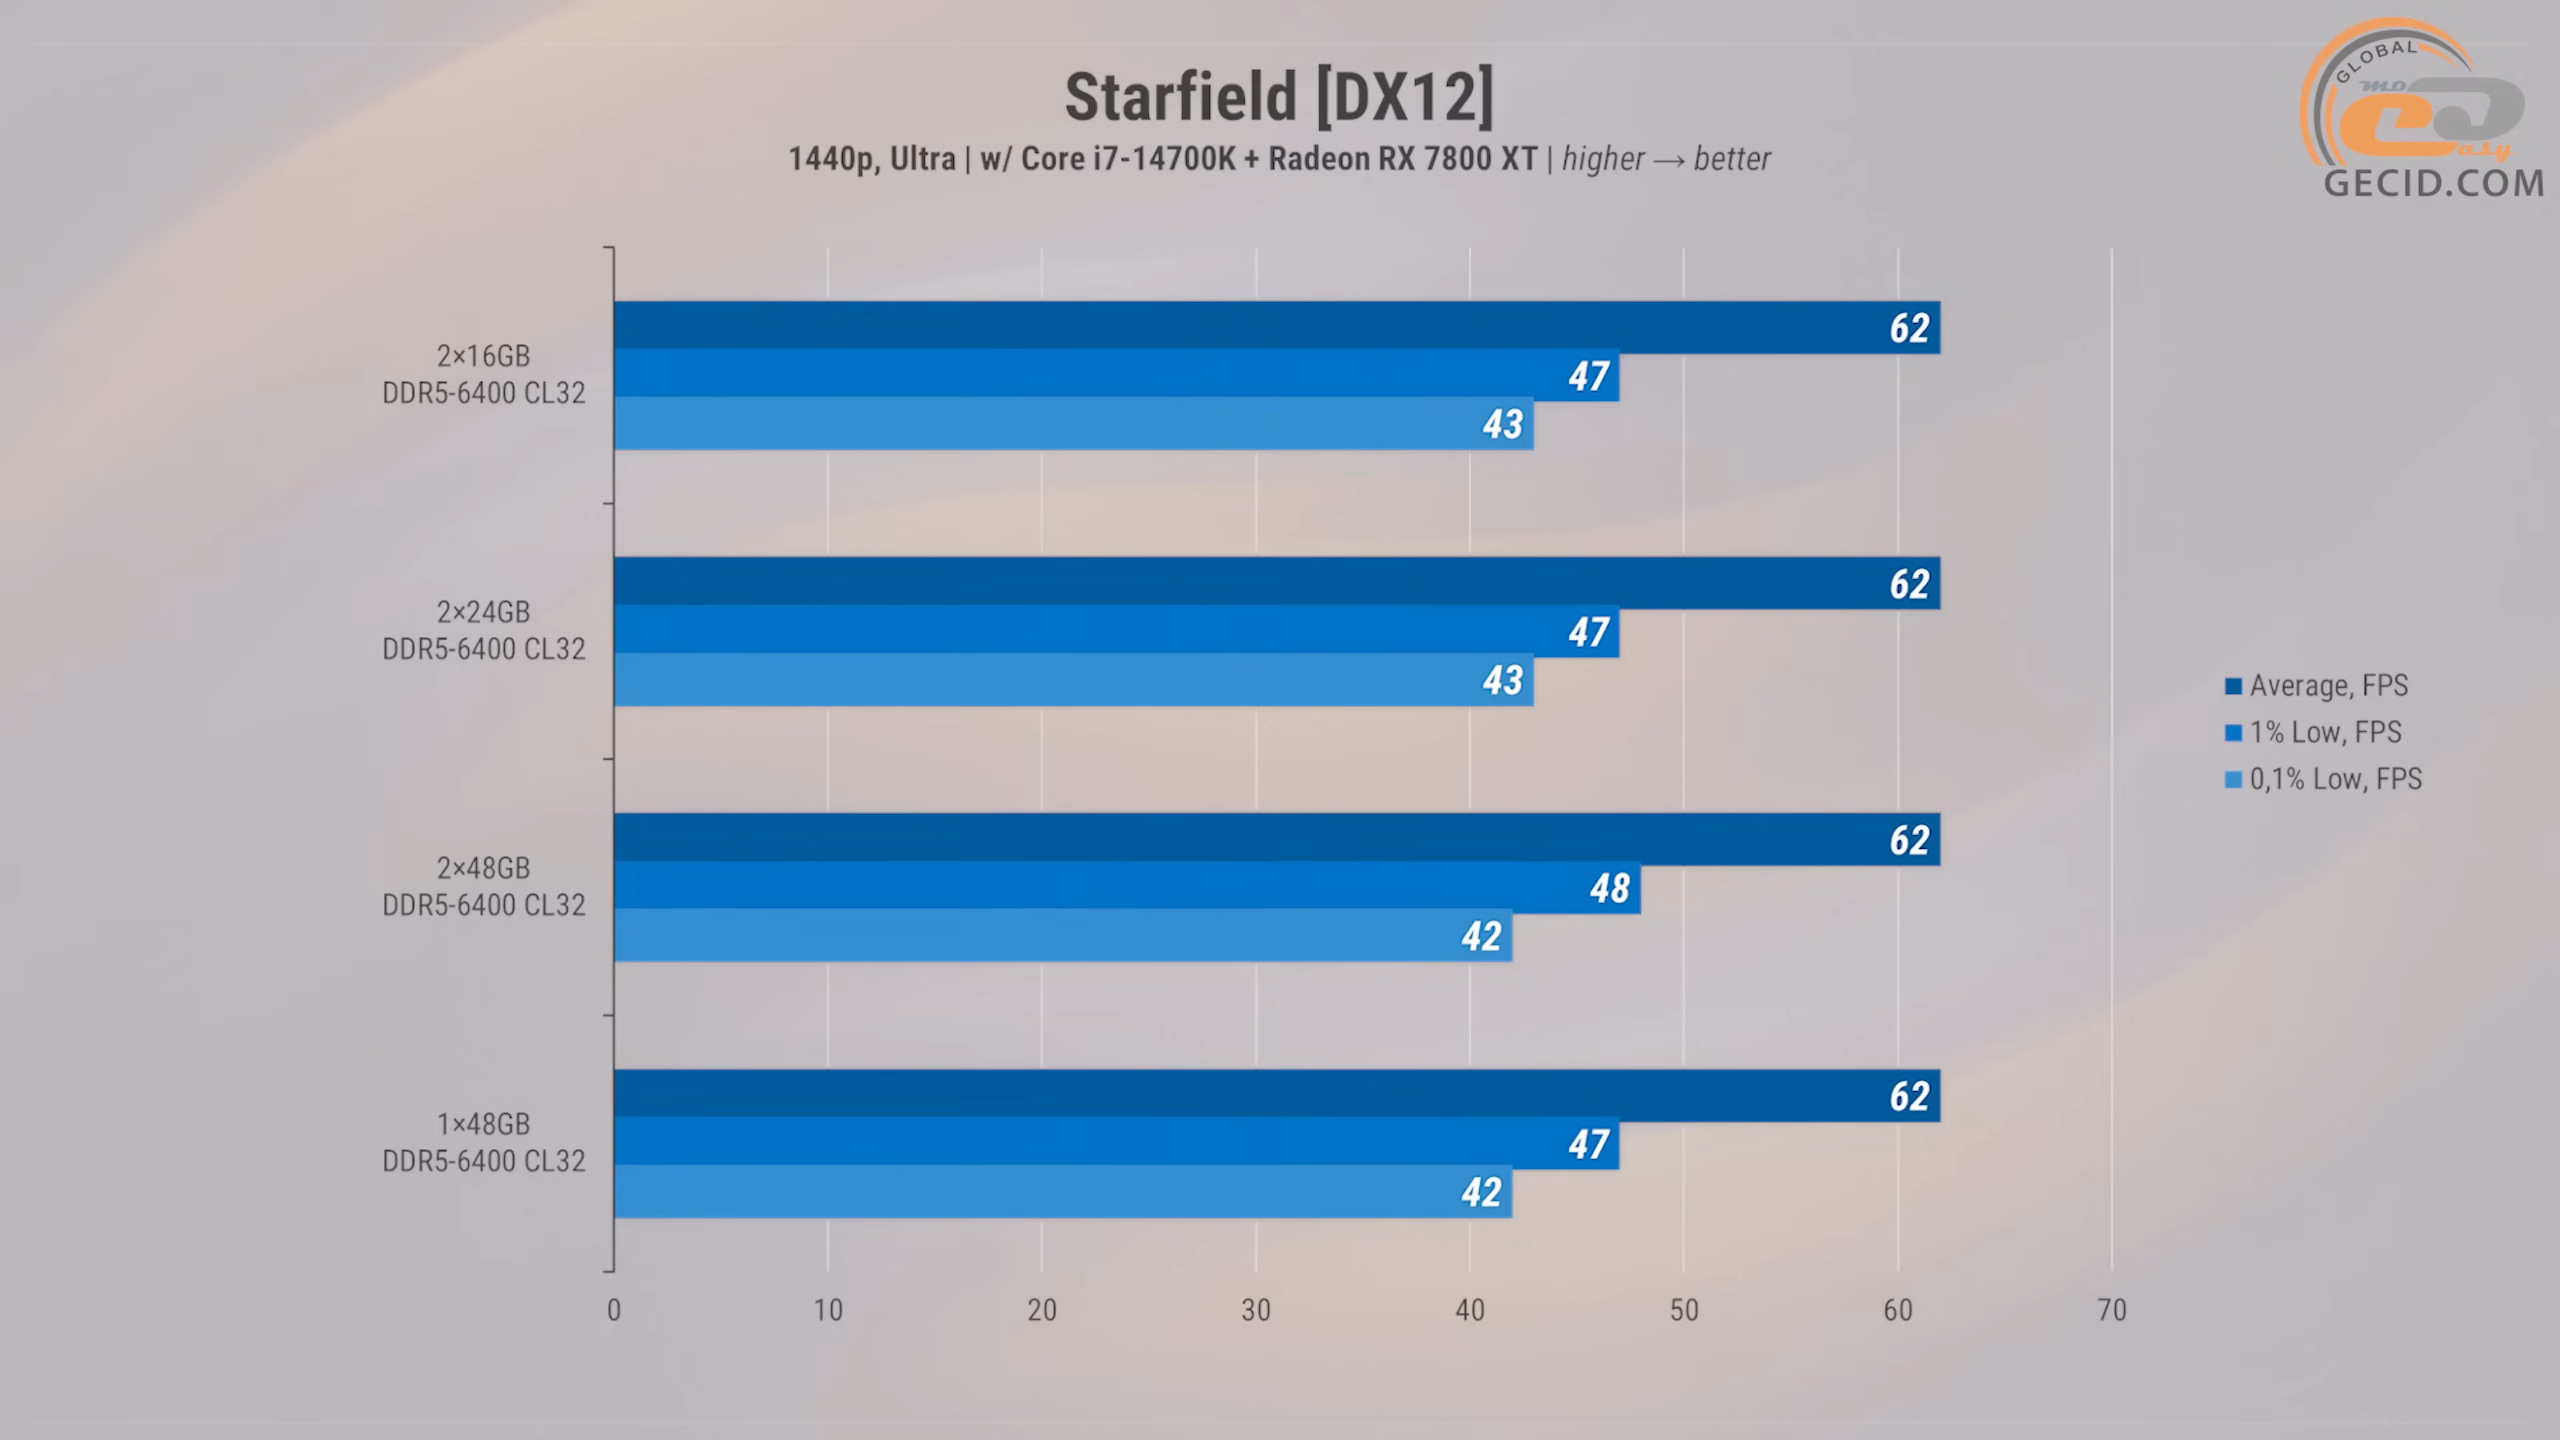 Starfield [DX12]
1440p, Ultra | w/ Core i7-14700K + Radeon RX 7800 XT | higher → better
GLOBAL
mo
easy
GECID.COM
2×16GB
DDR5-6400 CL32
62
47
43
2×24GB
DDR5-6400 CL32
62
47
43
2×48GB
DDR5-6400 CL32
62
48
42
1×48GB
DDR5-6400 CL32
62
47
42
Average, FPS
1% Low, FPS
0,1% Low, FPS
0 10 20 30 40 50 60 70